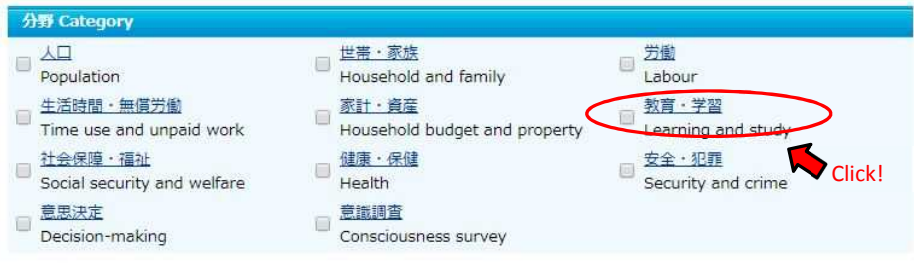 分野 Category
人口
Population
世帯・家族
Household and family
労働
Labour
生活時間・無償労働
Time use and unpaid work
家計・資産
Household budget and property
教育・学習
Learning and study
社会保障・福祉
Social security and welfare
健康・保健
Health
安全・犯罪
Security and crime
Click!
意思決定
Decision-making
意識調査
Consciousness survey